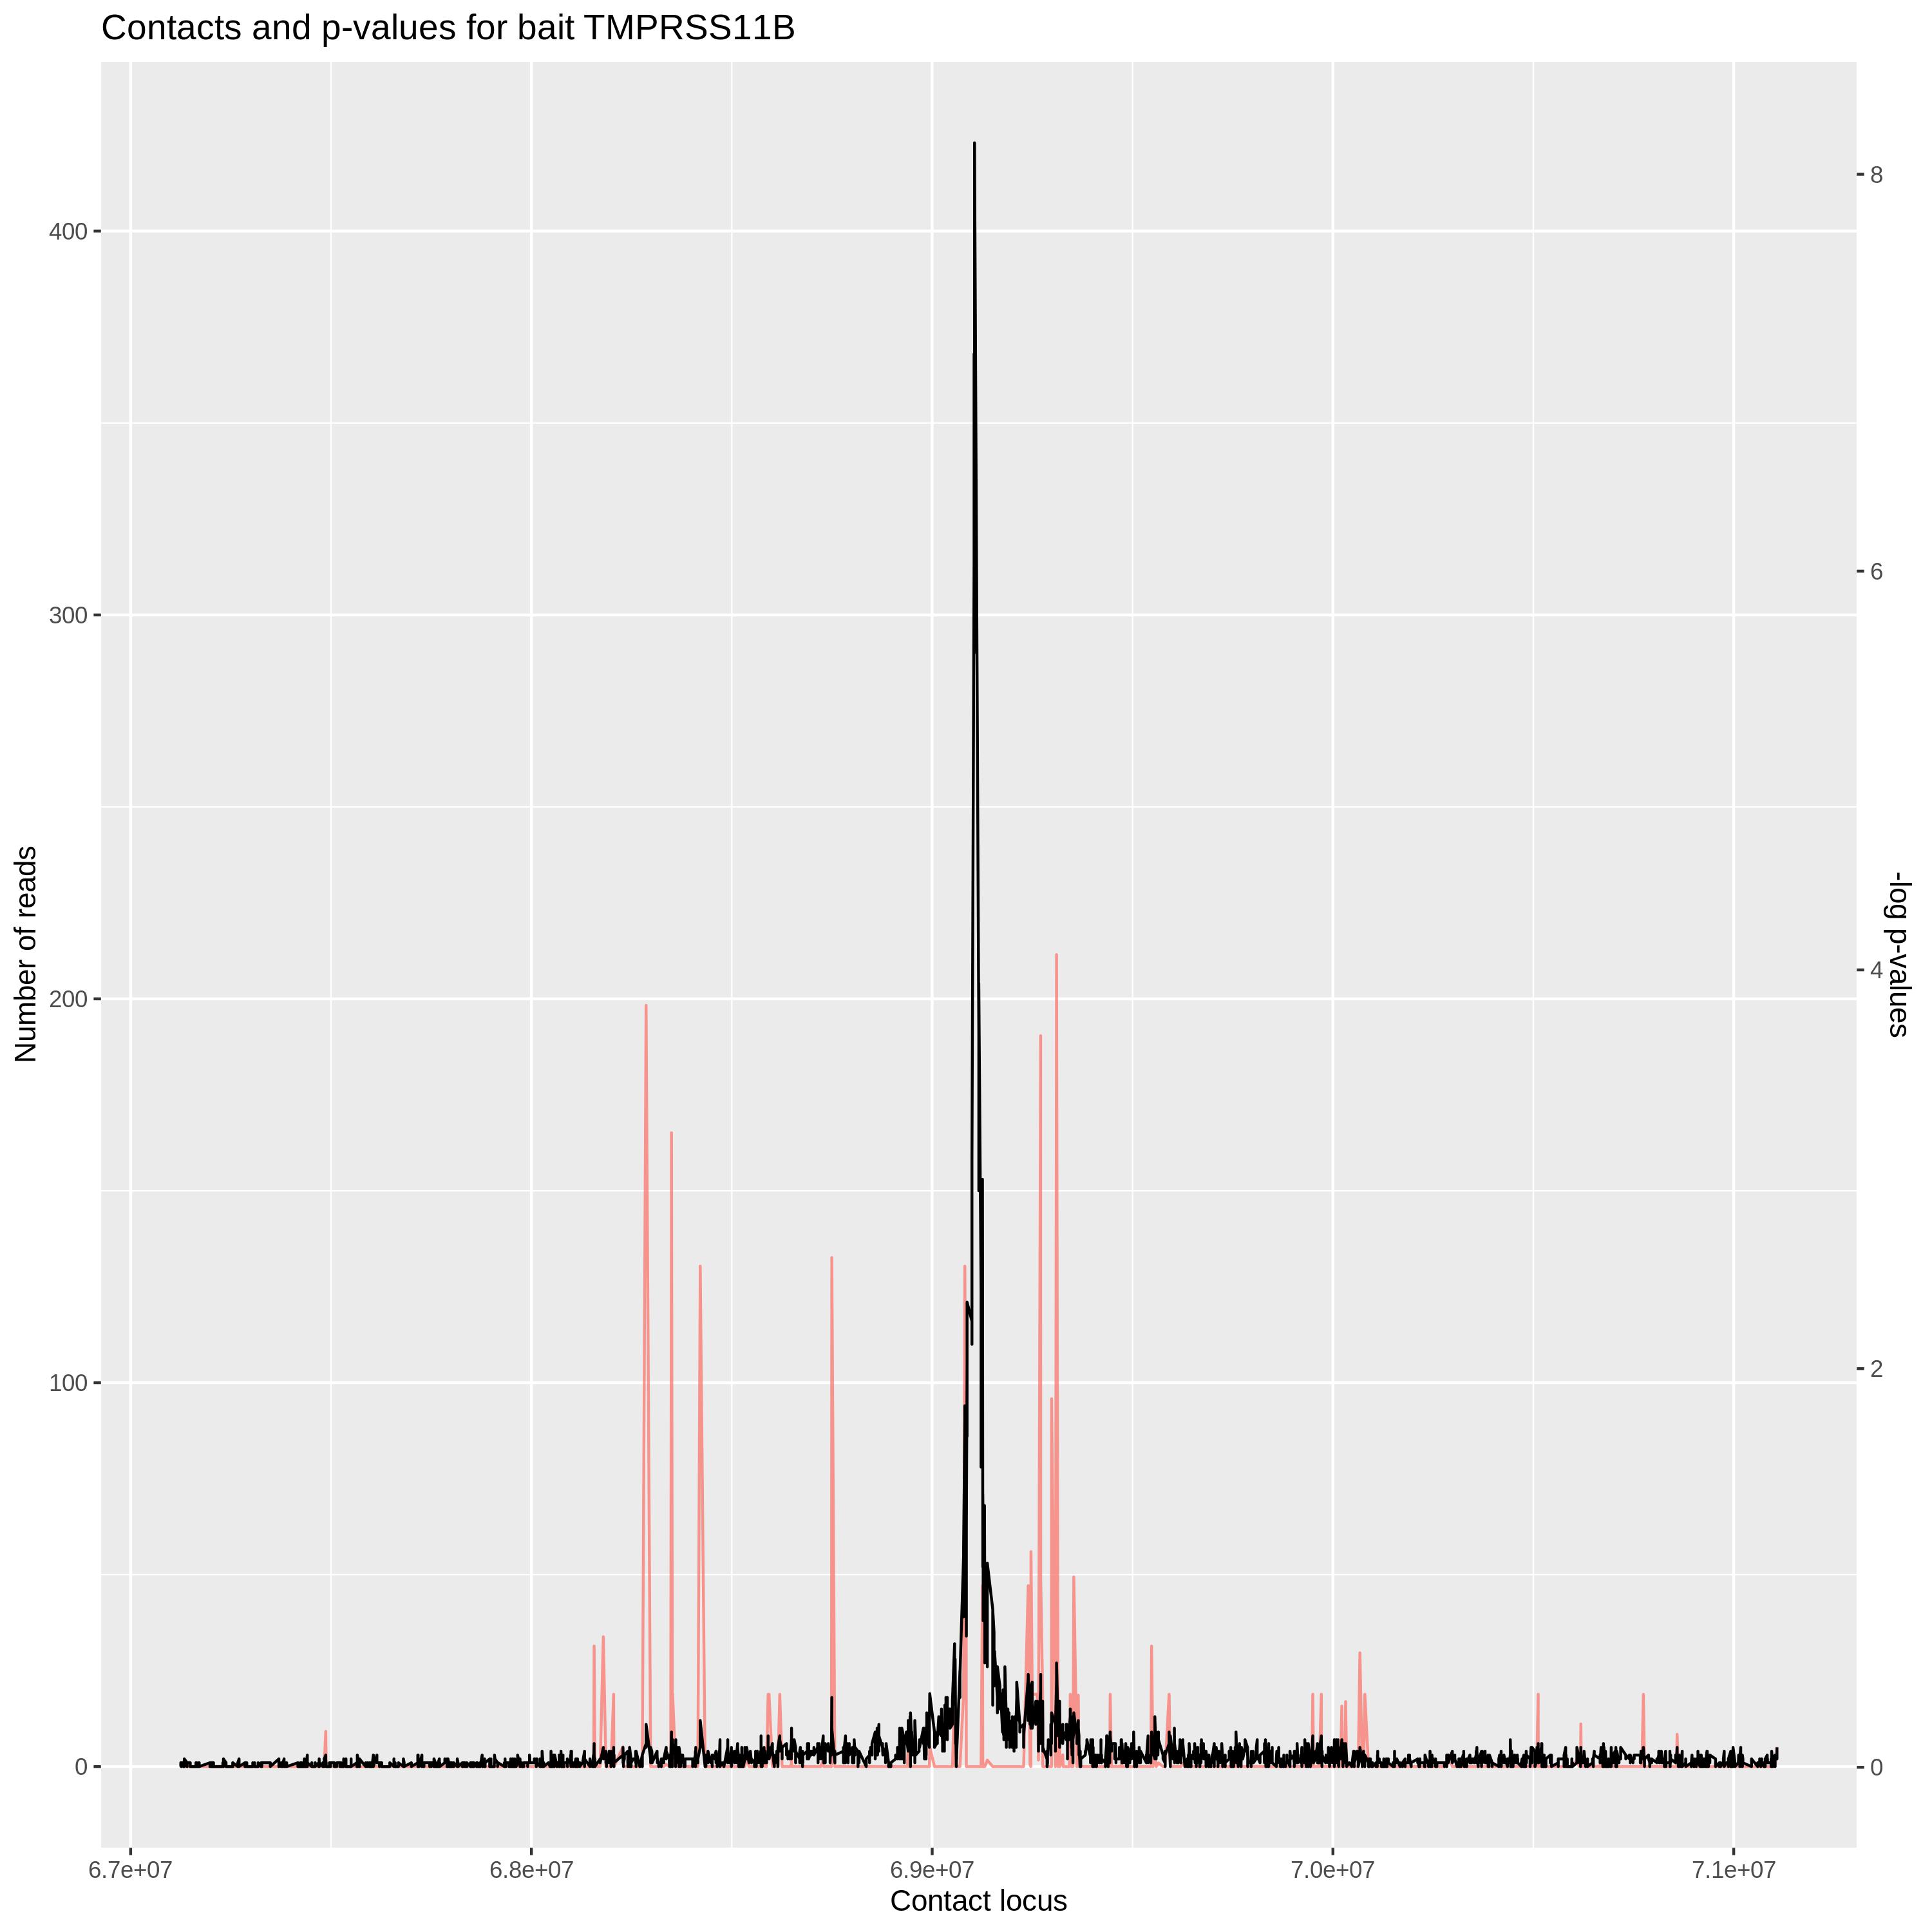 Contacts and p-values for bait TMPRSS11B
Number of reads
400
300
200
100
0
8
6
4
2
0
-log p-values
6.7e+07 6.8e+07 6.9e+07 7.0e+07 7.1e+07
Contact locus